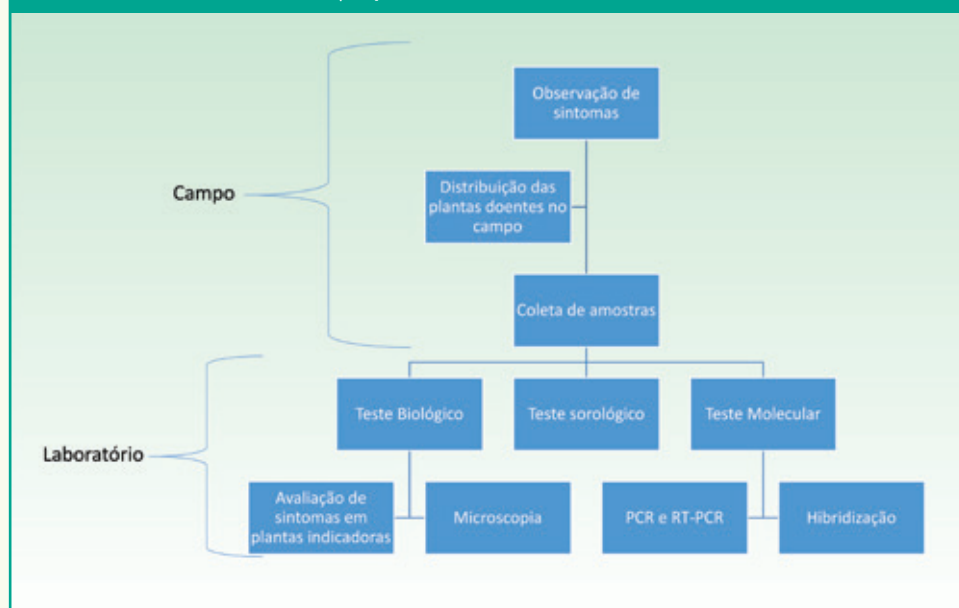 Observação de
sintomas
Distribuição das
plantas doentes no
campo
Campo
Coleta de amostras
Teste Biológico
Teste sorológico
Teste Molecular
Laboratório
Avaliação de
sintomas em
plantas indicadoras
Microscopia
PCR e RT-PCR
Hibridização